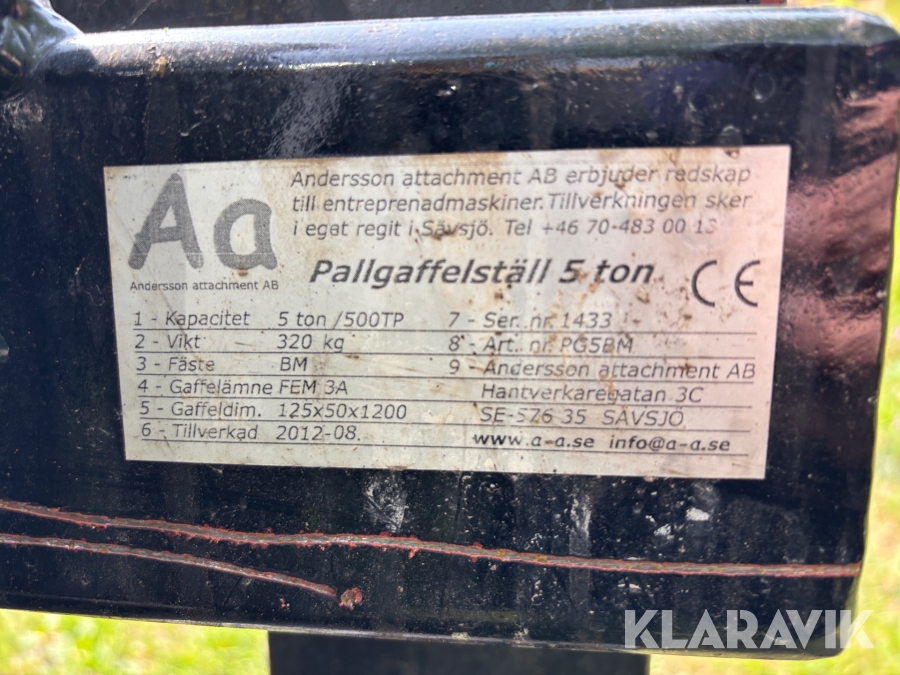 Aa
Andersson attachment AB
Andersson attachment AB erbjuder redskap
till entreprenadmaskiner. Tillverkningen sker
i eget regit i Sävsjö. Tel +46 70-483 00 13
Pallgaffelställ 5 ton CE
1 - Kapacitet 5 ton /500TP
2 - Vikt 320 kg
3 - Fäste BM
4 - Gaffelämne FEM 3A
5 - Gaffeldim. 125x50x1200
6 - Tillverkad 2012-08.
7 - Ser. nr. 1433
8 - Art. nr. PG5BM
9 - Andersson attachment AB
Hantverkaregatan 3C
SE-576 35 SÄVSJÖ
www.a-a.se info@a-a.se
KLARAVIK